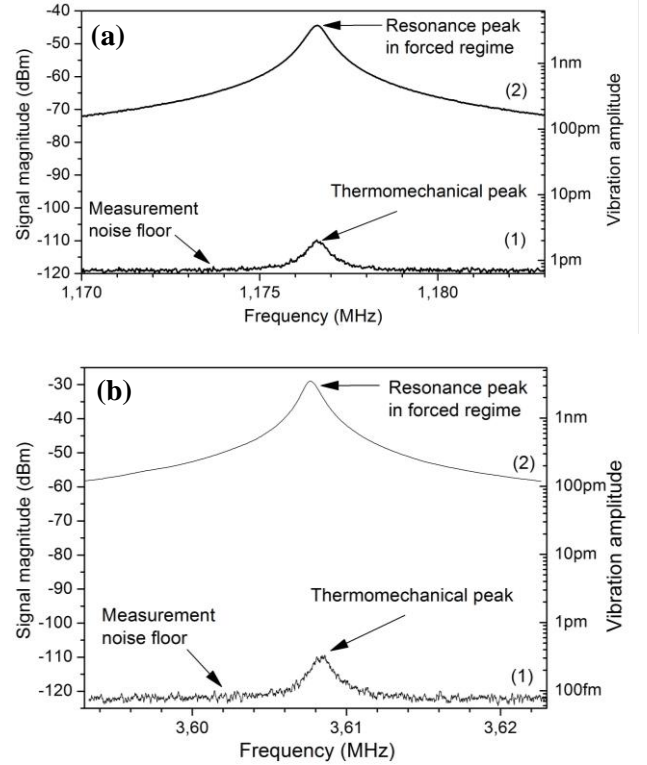 (a)
Signal magnitude (dBm)
-40
-50
-60
-70
-80
-90
-100
-110
-120
Resonance peak
in forced regime
(2)
Thermomechanical peak
Measurement
noise floor
(1)
1nm
100pm
10pm
1pm
Vibration amplitude
1,170
1,175
1,180
Frequency (MHz)
(b)
Signal magnitude (dBm)
-30
-40
-50
-60
-70
-80
-90
-100
-110
-120
Resonance peak
in forced regime
(2)
Thermomechanical peak
Measurement
noise floor
(1)
1nm
100pm
10pm
1pm
100fm
Vibration amplitude
3,60
3,61
3,62
Frequency (MHz)